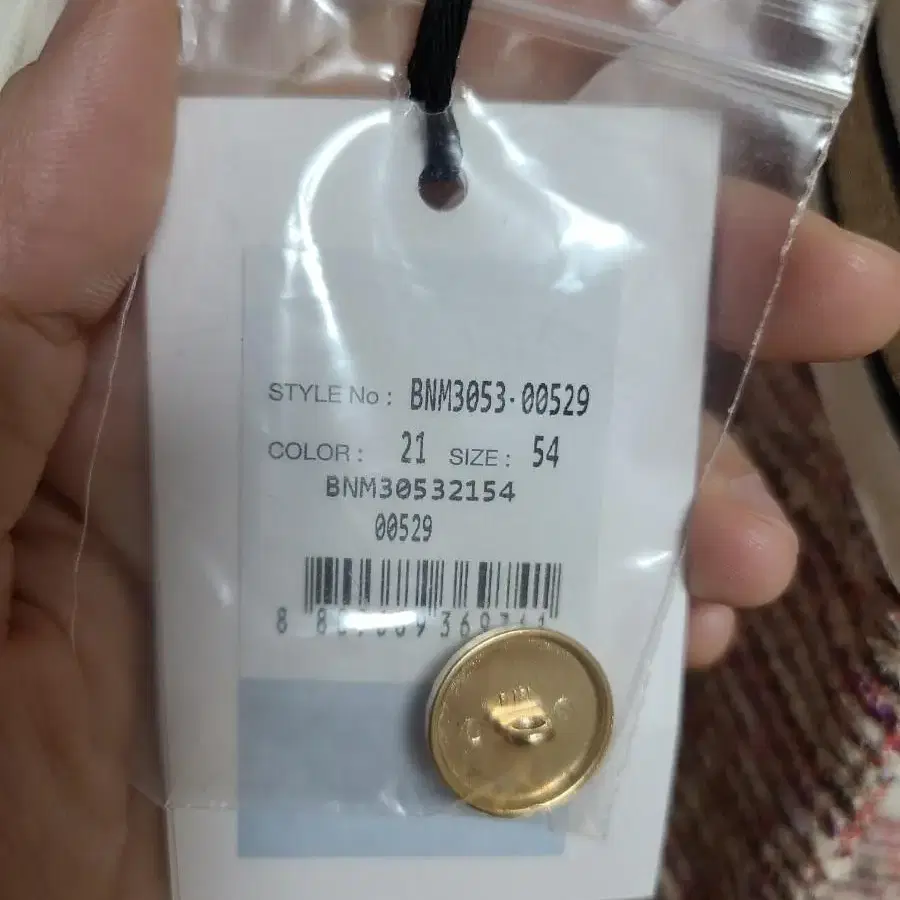 STYLE No : BNM3053-00529
COLOR : 21 SIZE : 54
BNM30532154
00529